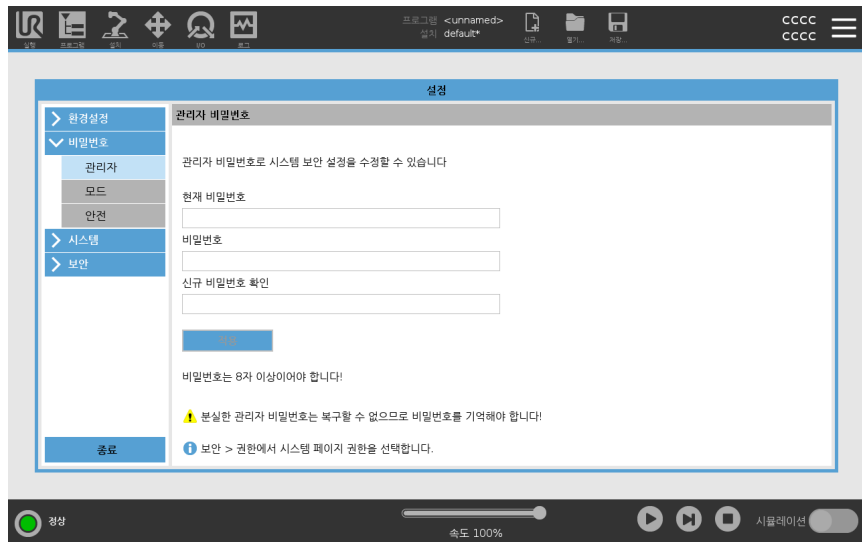 프로그램 <unnamed>
설치 default*
신규... 열기... 저장...
cccc
cccc
실행 프로그램 설치 이동 I/O 로그
설정
환경설정
비밀번호
관리자
모드
안전
시스템
보안
종료
관리자 비밀번호
관리자 비밀번호로 시스템 보안 설정을 수정할 수 있습니다
현재 비밀번호
비밀번호
신규 비밀번호 확인
비밀번호는 8자 이상이어야 합니다!
분실한 관리자 비밀번호는 복구할 수 없으므로 비밀번호를 기억해야 합니다!
보안 > 권한에서 시스템 페이지 권한을 선택합니다.
정상
속도 100%
시뮬레이션